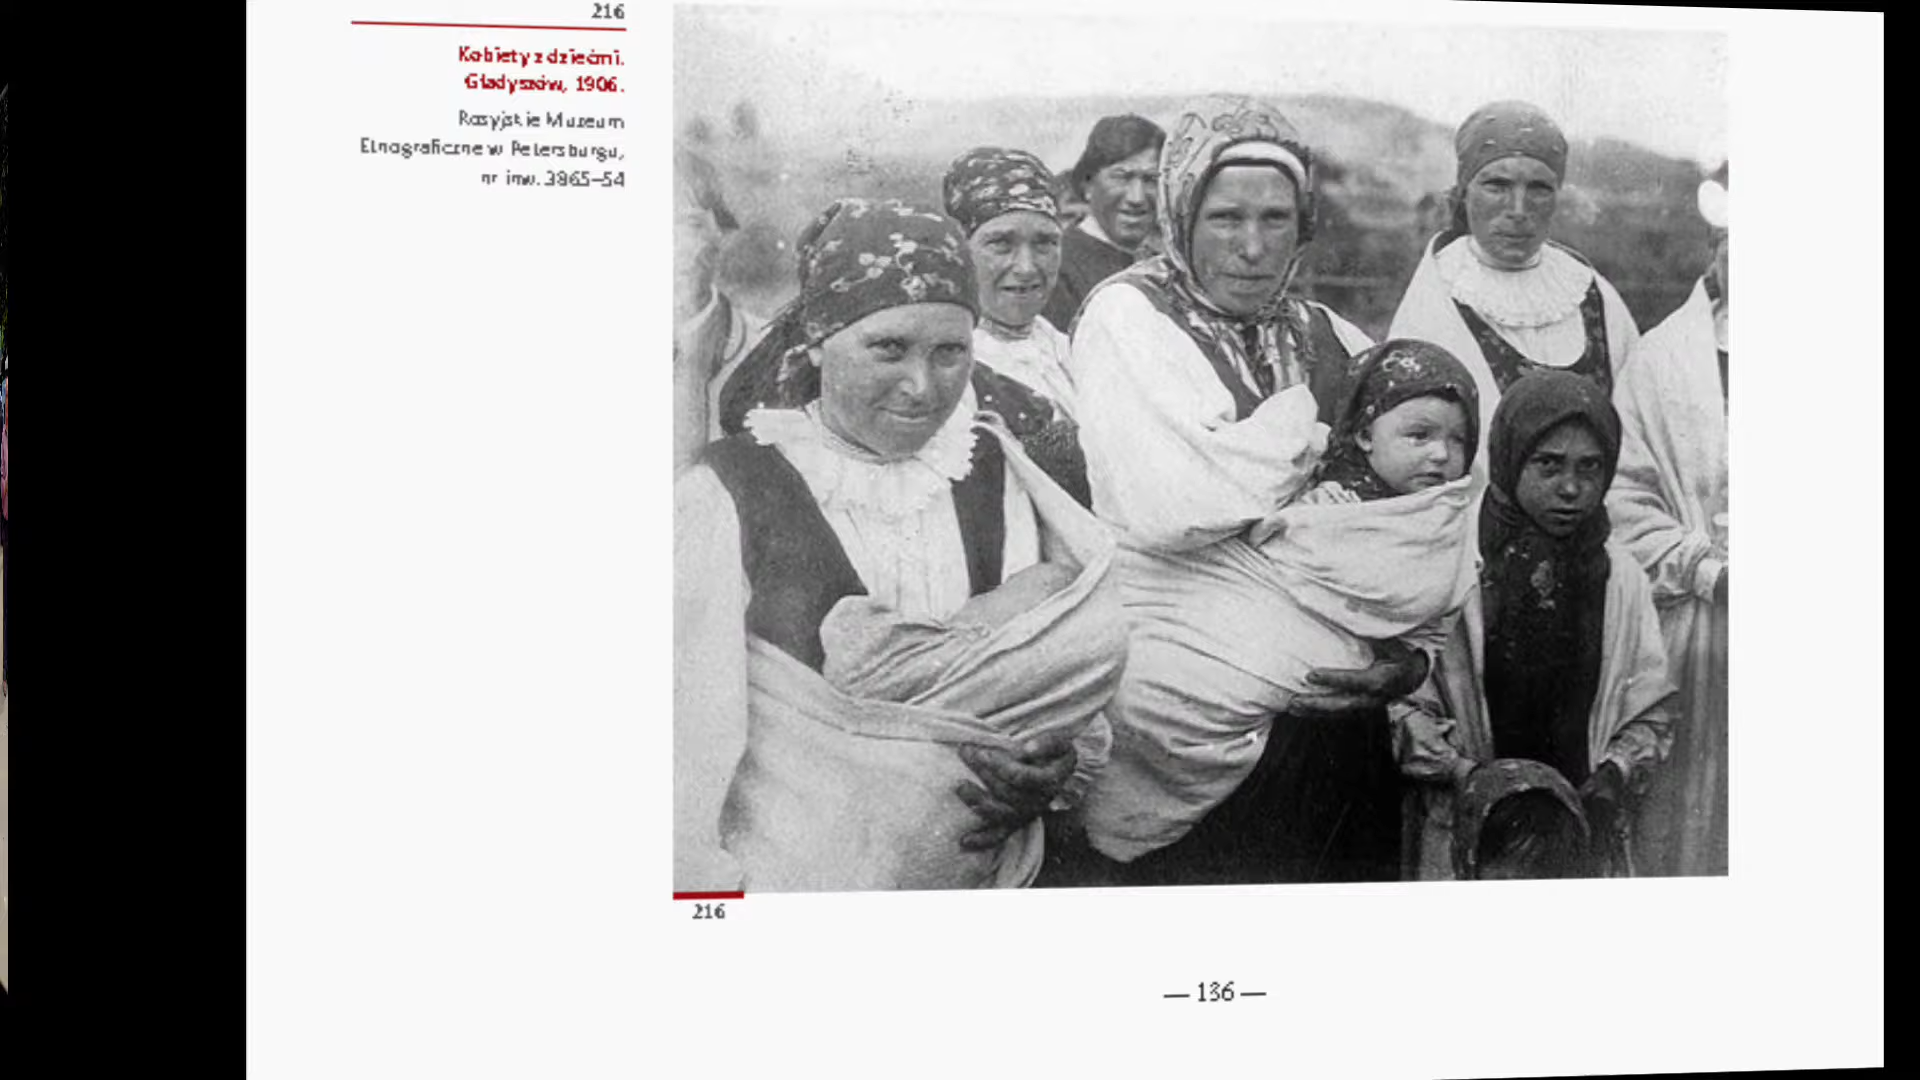 216
Kobiety z dziećmi.
Gładyszów, 1906.
Rosyjskie Muzeum
Etnograficzne w Petersburgu,
nr inw. 3865–54
216
— 136 —